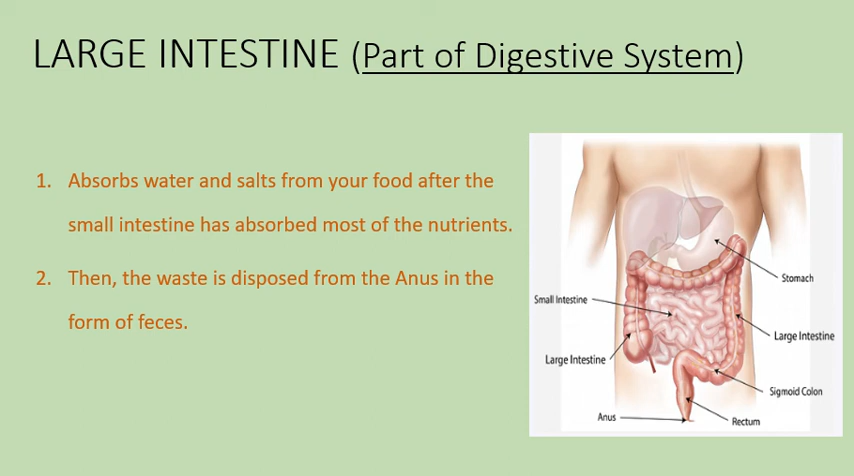 LARGE INTESTINE (Part of Digestive System)
1. Absorbs water and salts from your food after the
small intestine has absorbed most of the nutrients.
2. Then, the waste is disposed from the Anus in the
form of feces.
Stomach
Small Intestine
Large Intestine
Large Intestine
Sigmoid Colon
Anus
Rectum